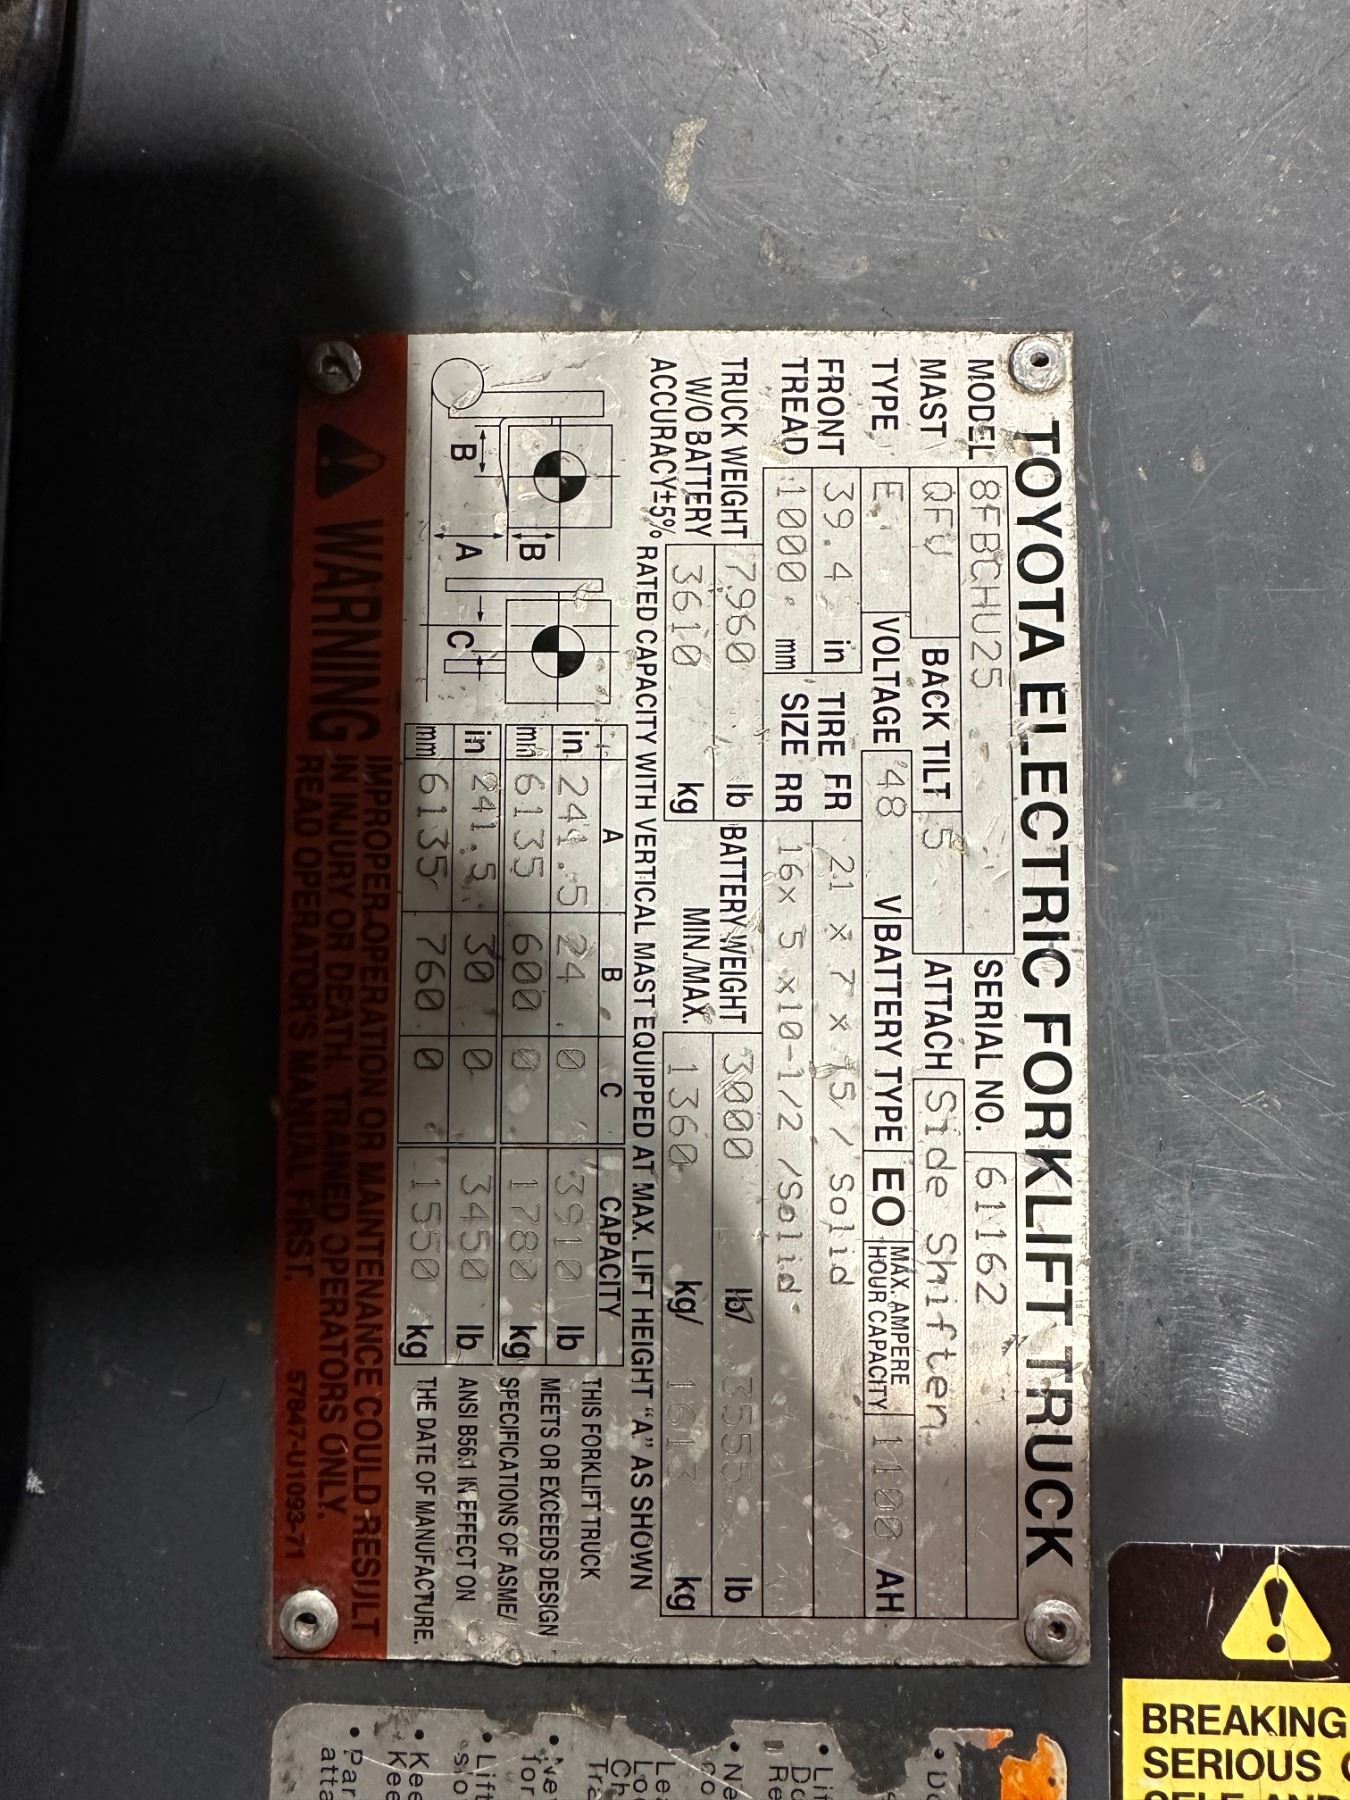 TOYOTA ELECTRIC FORKLIFT TRUCK
MODEL 8FBCHU25 SERIAL NO. 61162
MAST QFV BACK TILT 5 ATTACH Side Shifter
TYPE E VOLTAGE 48 V BATTERY TYPE EO MAX. AMPERE HOUR CAPACITY 1100 AH
FRONT 39.4 in TIRE FR 21 x 7 x 15/ Solid
TREAD 1000. mm SIZE RR 16x 5 x10-1/2 /Solid
TRUCK WEIGHT 7960 lb BATTERY WEIGHT 3000 lb/ 3555 lb
W/O BATTERY 3610 kg MIN./MAX. 1360 kg/ 1613 kg
ACCURACY±5%
RATED CAPACITY WITH VERTICAL MAST EQUIPPED AT MAX. LIFT HEIGHT "A" AS SHOWN
A B C CAPACITY
in 241.5 24 0 3910 lb
mm 6135 600 0 1780 kg
in 241.5 30 0 3450 lb
mm 6135 760 0 1550 kg
B B A C
THIS FORKLIFT TRUCK
MEETS OR EXCEEDS DESIGN
SPECIFICATIONS OF ASME/
ANSI B56.1 IN EFFECT ON
THE DATE OF MANUFACTURE.
WARNING
IMPROPER OPERATION OR MAINTENANCE COULD RESULT
IN INJURY OR DEATH. TRAINED OPERATORS ONLY.
READ OPERATOR'S MANUAL FIRST.
57847-U1093-71
BREAKING
SERIOUS